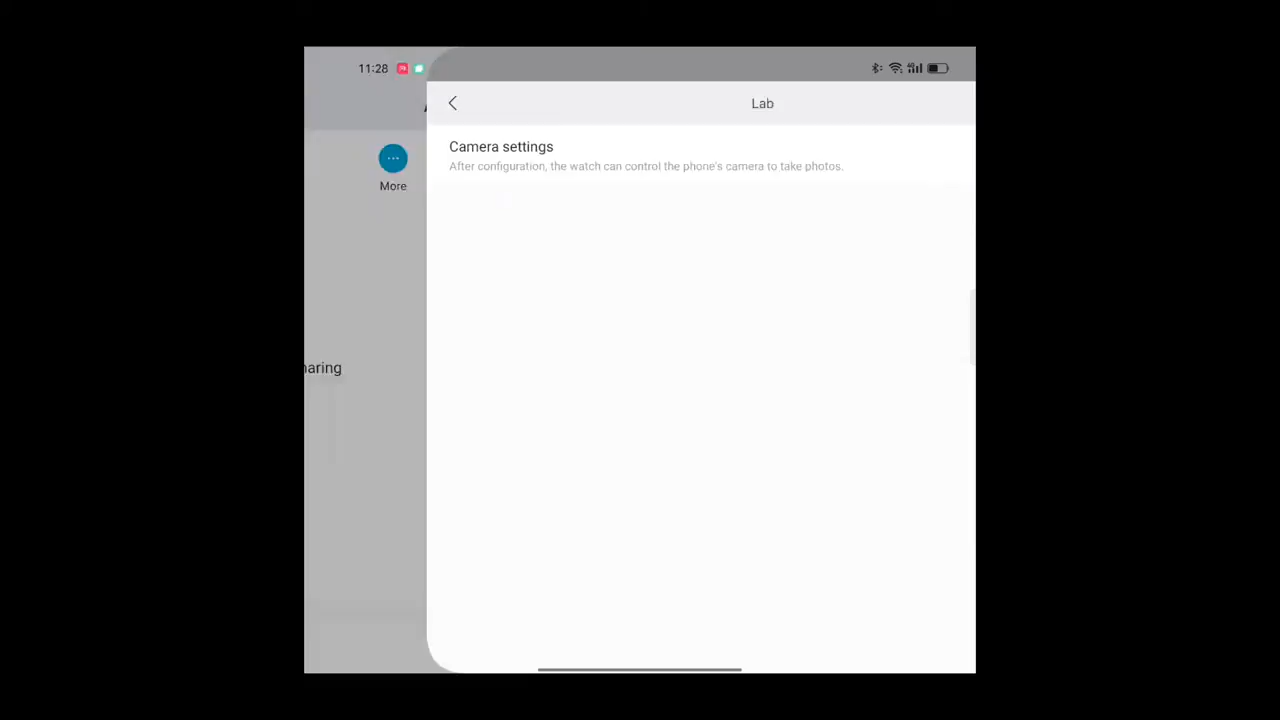 11:28
Lab
Camera settings
After configuration, the watch can control the phone's camera to take photos.
More
haring